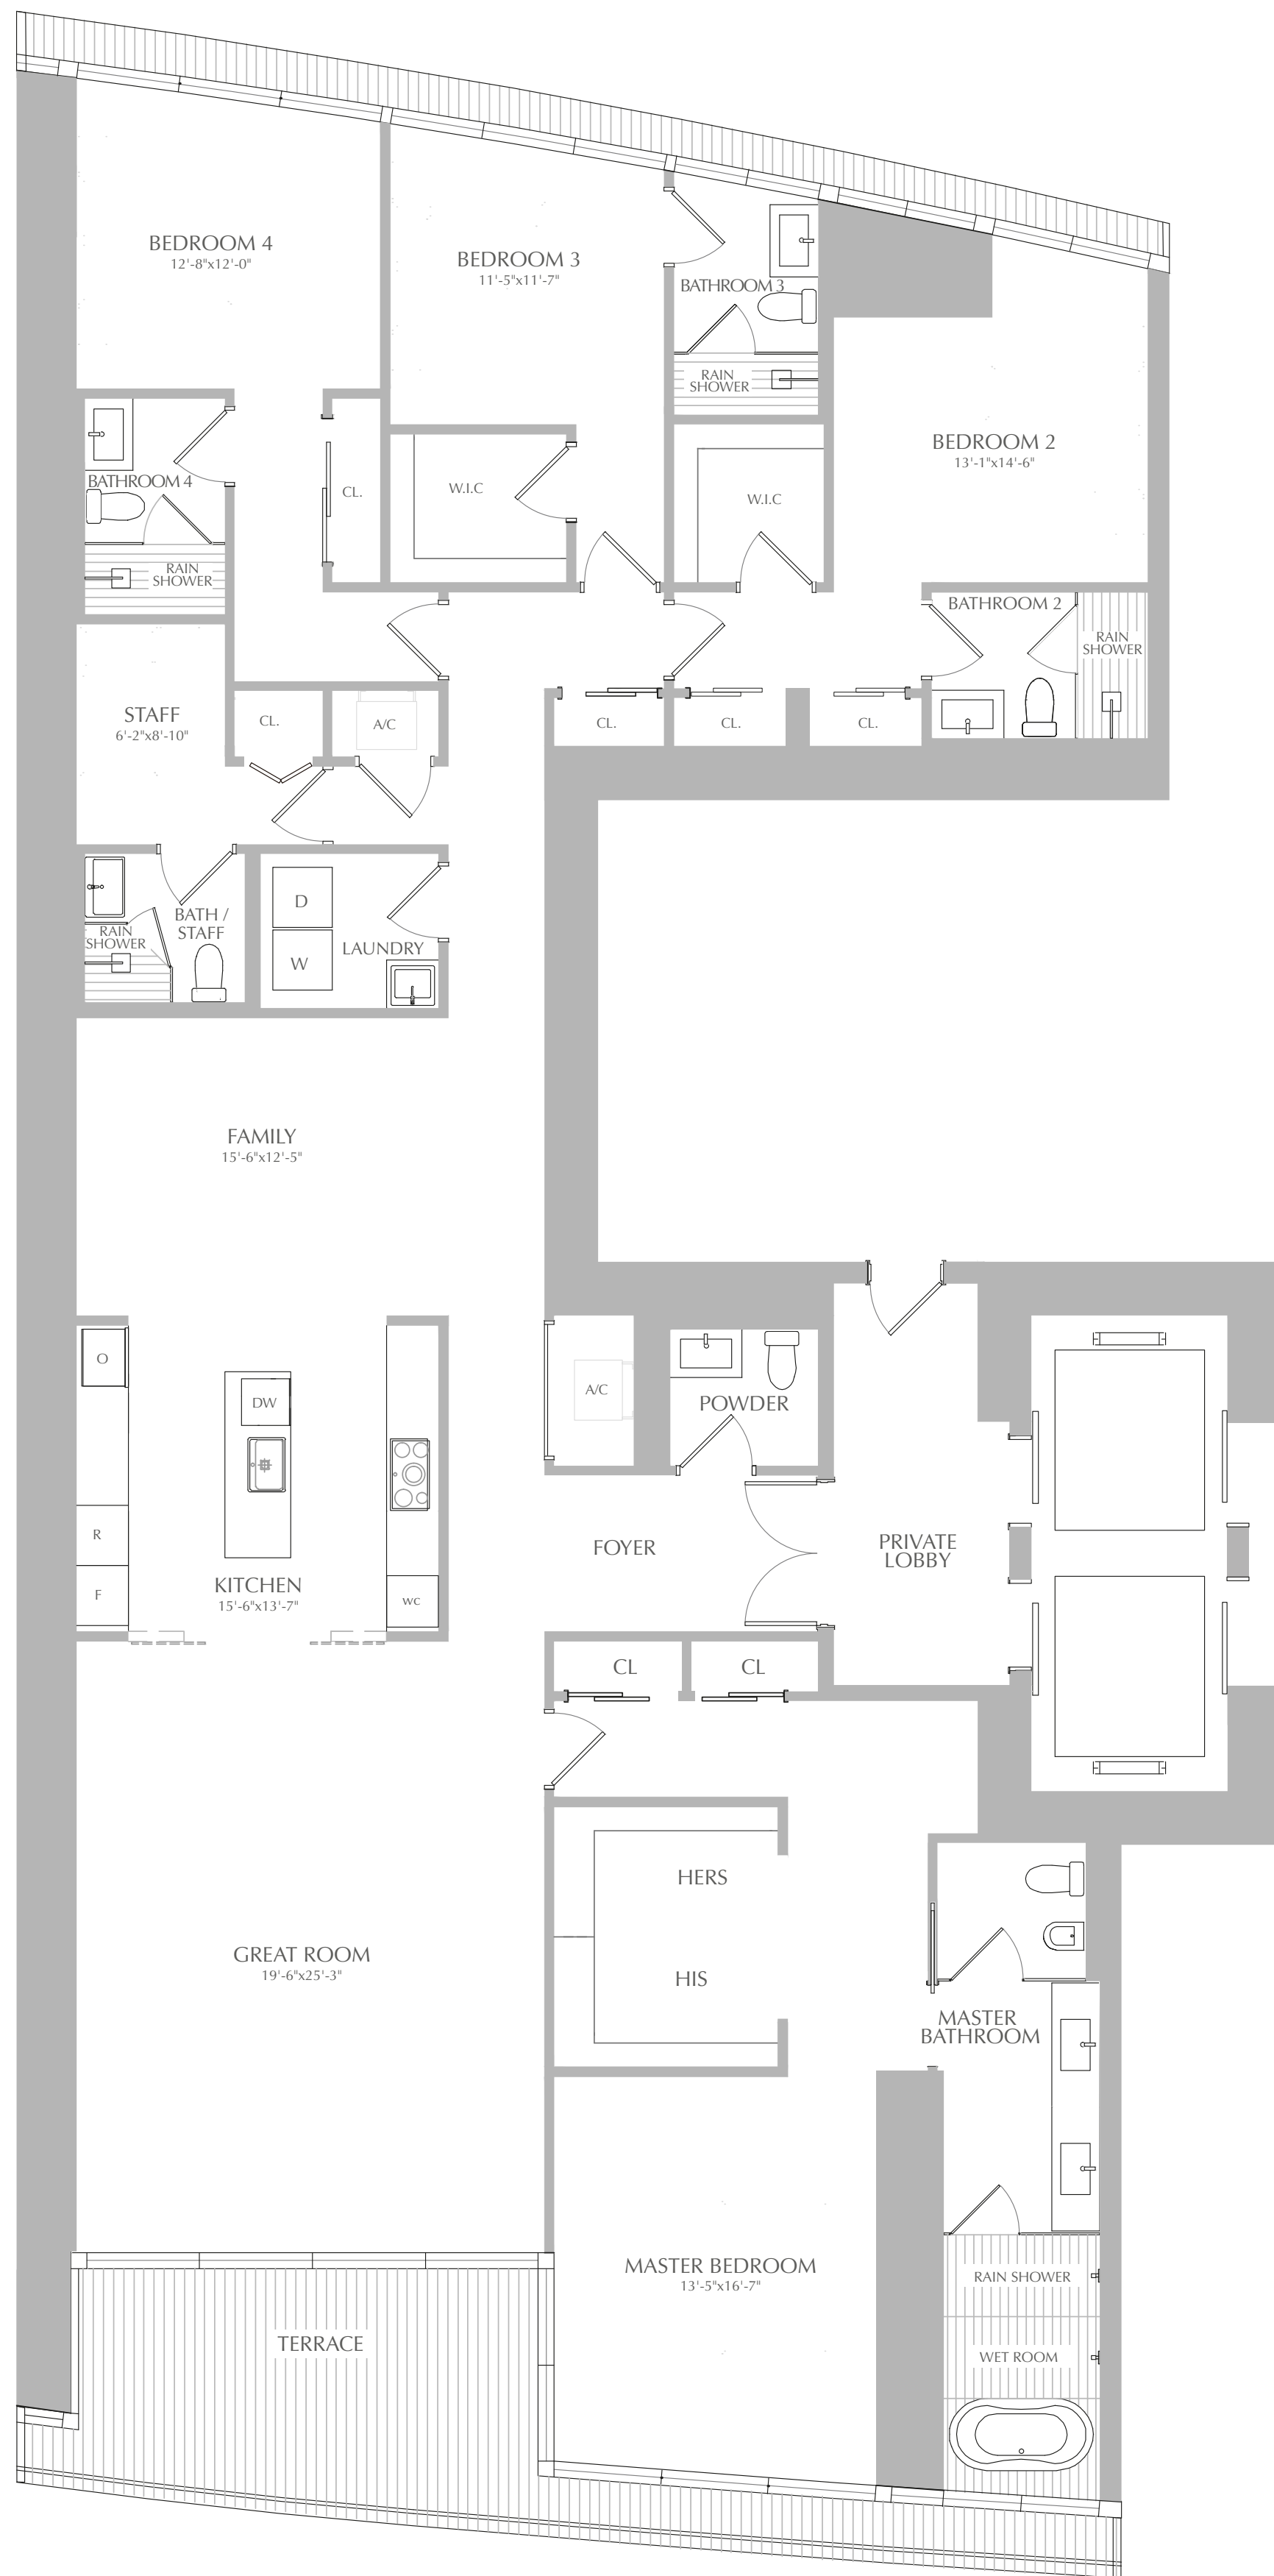 BEDROOM 4
12'-8"x12'-0"
BEDROOM 3
11'-5"x11'-7"
BATHROOM 3
RAIN
SHOWER
BEDROOM 2
13'-1"x14'-6"
BATHROOM 4
RAIN
SHOWER
CL.
W.I.C
W.I.C
BATHROOM 2
RAIN
SHOWER
STAFF
6'-2"x8'-10"
CL.
A/C
CL.
CL.
CL.
BATH /
STAFF
RAIN
SHOWER
D
W
LAUNDRY
FAMILY
15'-6"x12'-5"
O
DW
R
F
KITCHEN
15'-6"x13'-7"
WC
A/C
POWDER
FOYER
PRIVATE
LOBBY
CL
CL
HERS
HIS
GREAT ROOM
19'-6"x25'-3"
MASTER
BATHROOM
MASTER BEDROOM
13'-5"x16'-7"
RAIN SHOWER
WET ROOM
TERRACE